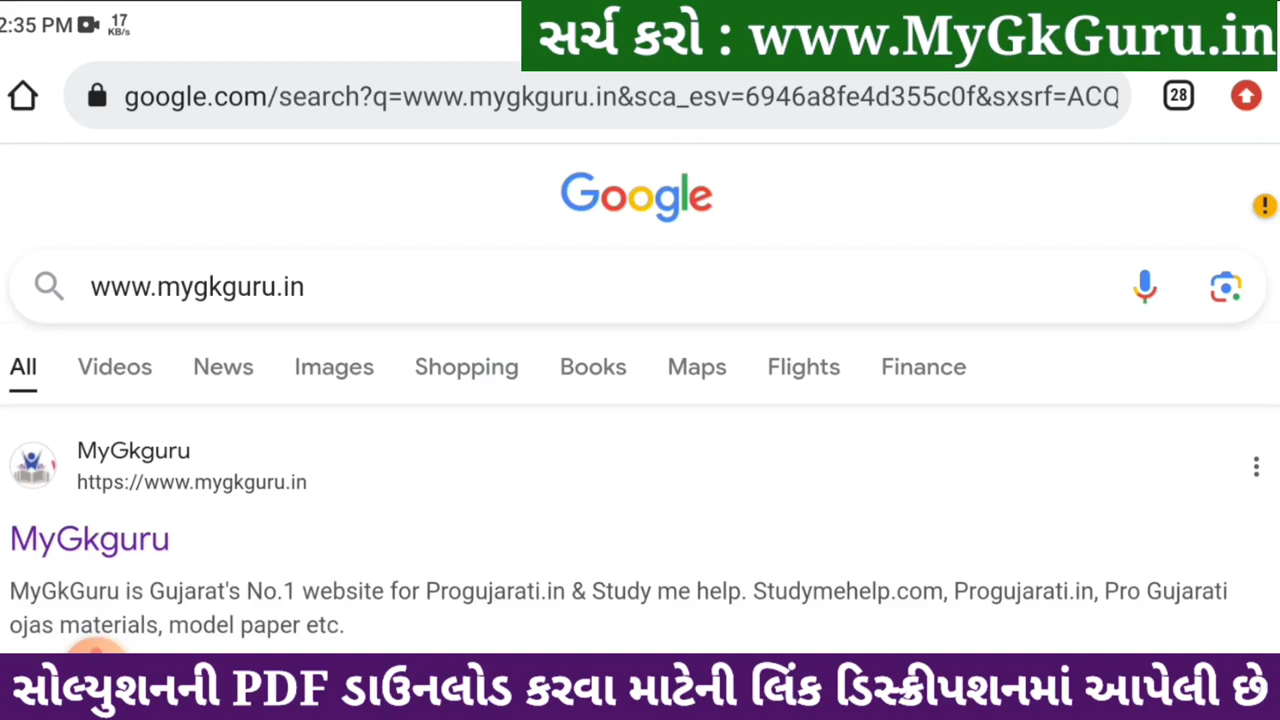 2:35 PM 17 KB/s
સર્ચ કરો : www.MyGkGuru.in
google.com/search?q=www.mygkguru.in&sca_esv=6946a8fe4d355c0f&sxsrf=ACQ
28
Google
www.mygkguru.in
All Videos News Images Shopping Books Maps Flights Finance
MyGkguru
https://www.mygkguru.in
MyGkguru
MyGkGuru is Gujarat's No.1 website for Progujarati.in & Study me help. Studymehelp.com, Progujarati.in, Pro Gujarati
ojas materials, model paper etc.
સોલ્યુશનની PDF ડાઉનલોડ કરવા માટેની લિંક ડિસ્ક્રીપશનમાં આપેલી છે